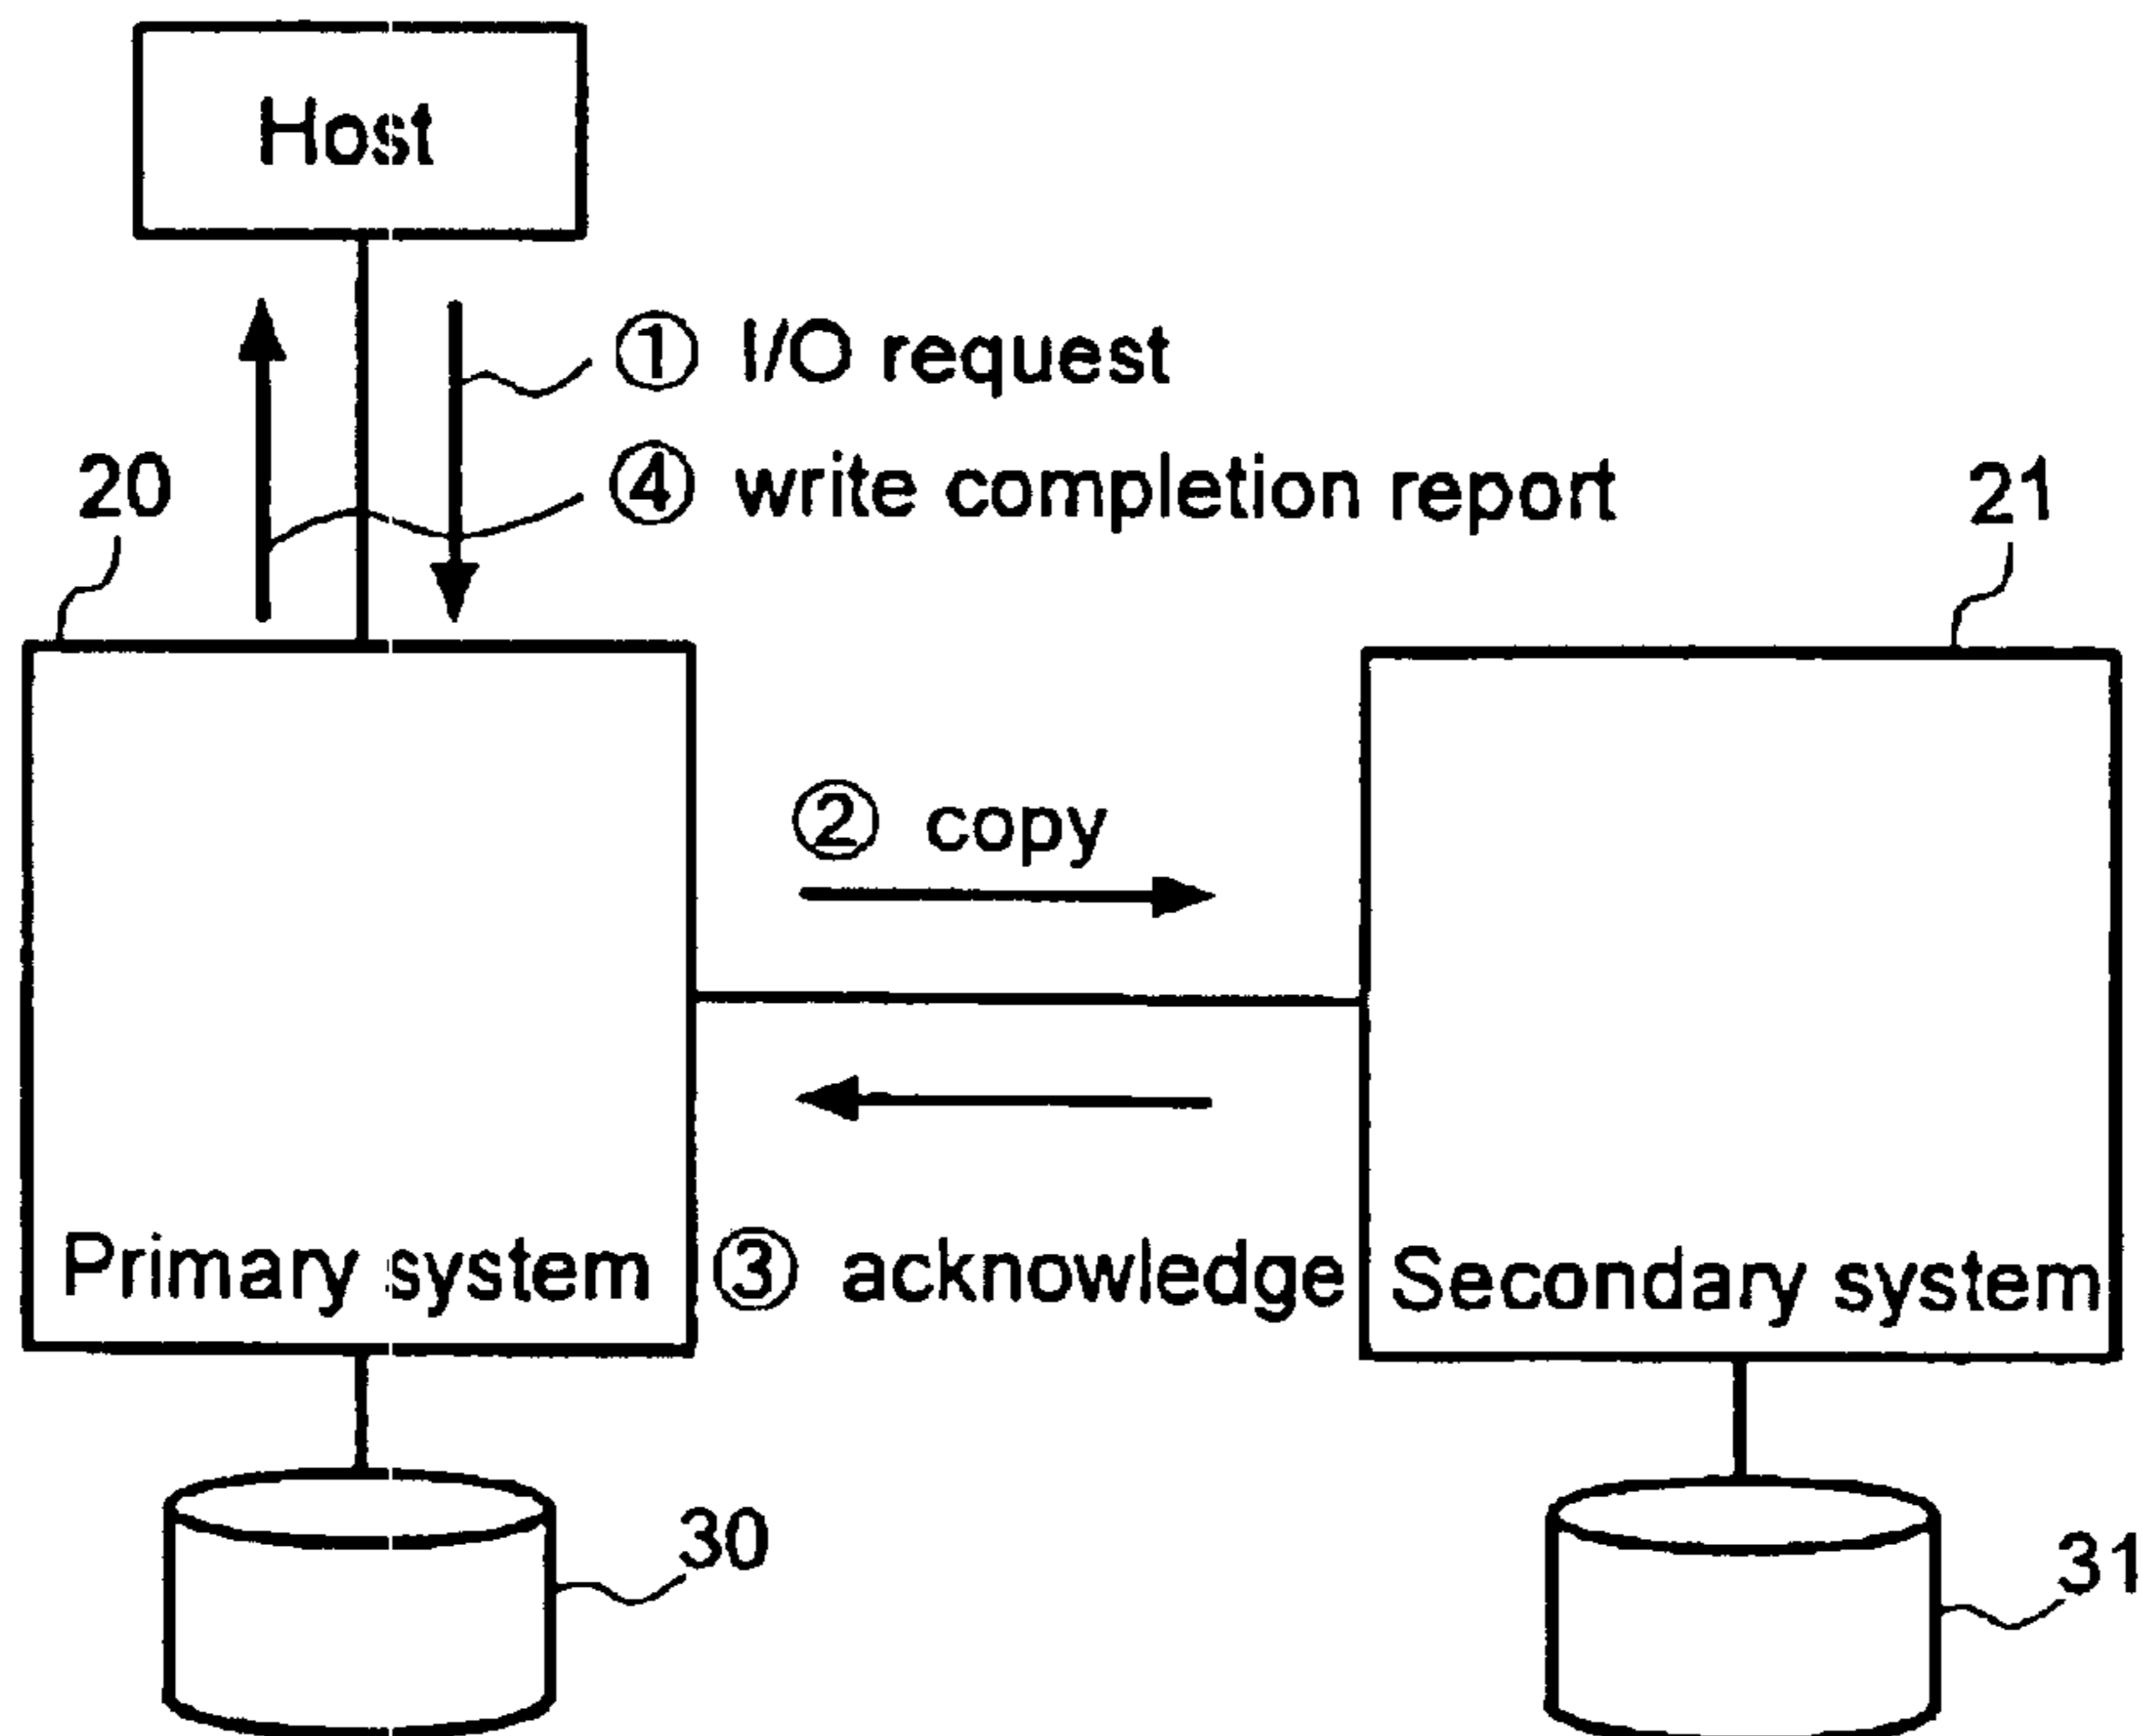 Host
① I/O request
④ write completion report
20
21
② copy
Primary system
③ acknowledge
Secondary system
30
31